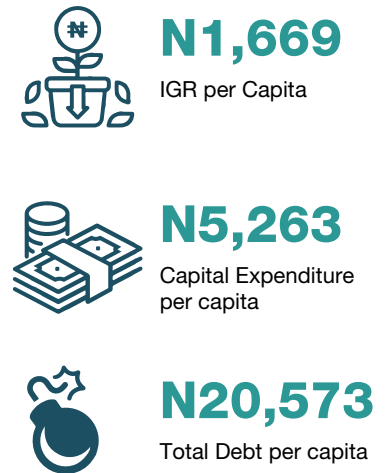 ₦
N1,669
IGR per Capita
N5,263
Capital Expenditure
per capita
N20,573
Total Debt per capita